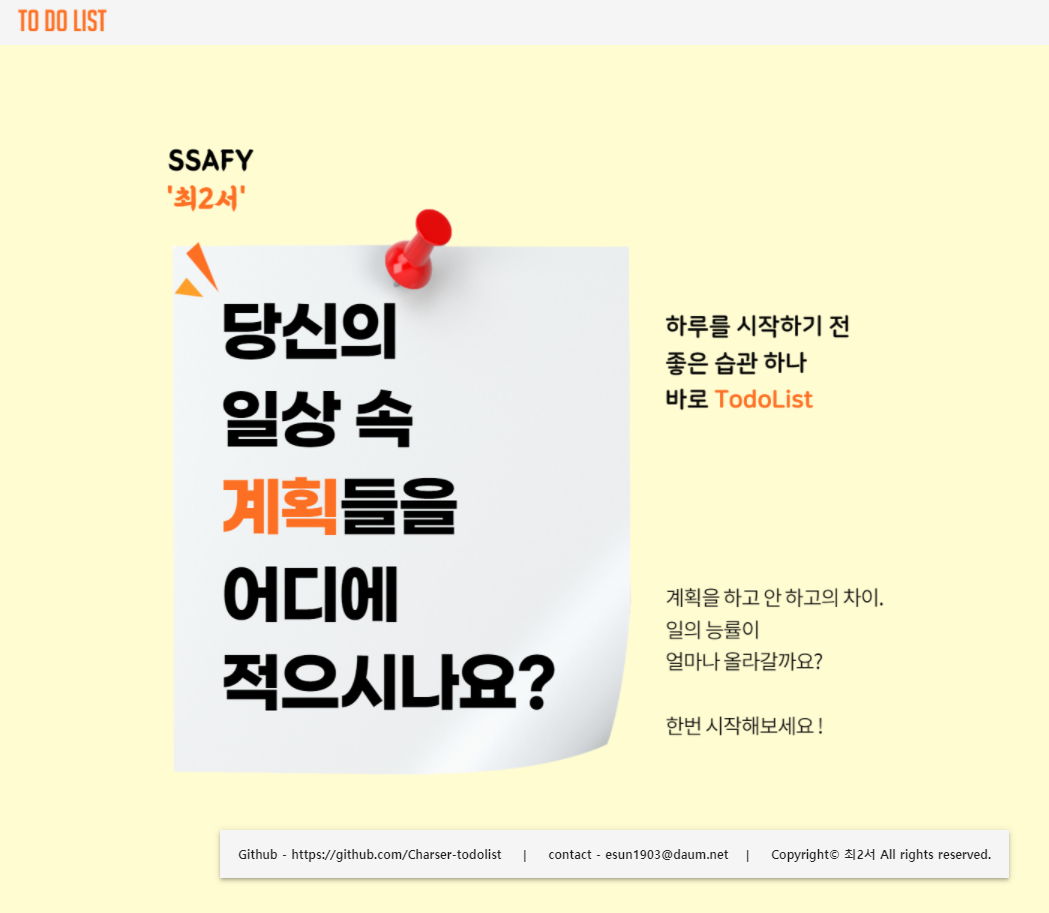 TO DO LIST
SSAFY
'최2서'
당신의
일상 속
계획들을
어디에
적으시나요?
하루를 시작하기 전
좋은 습관 하나
바로 TodoList
계획을 하고 안 하고의 차이.
일의 능률이
얼마나 올라갈까요?
한번 시작해보세요 !
Github - https://github.com/Charser-todolist | contact - esun1903@daum.net | Copyright© 최2서 All rights reserved.